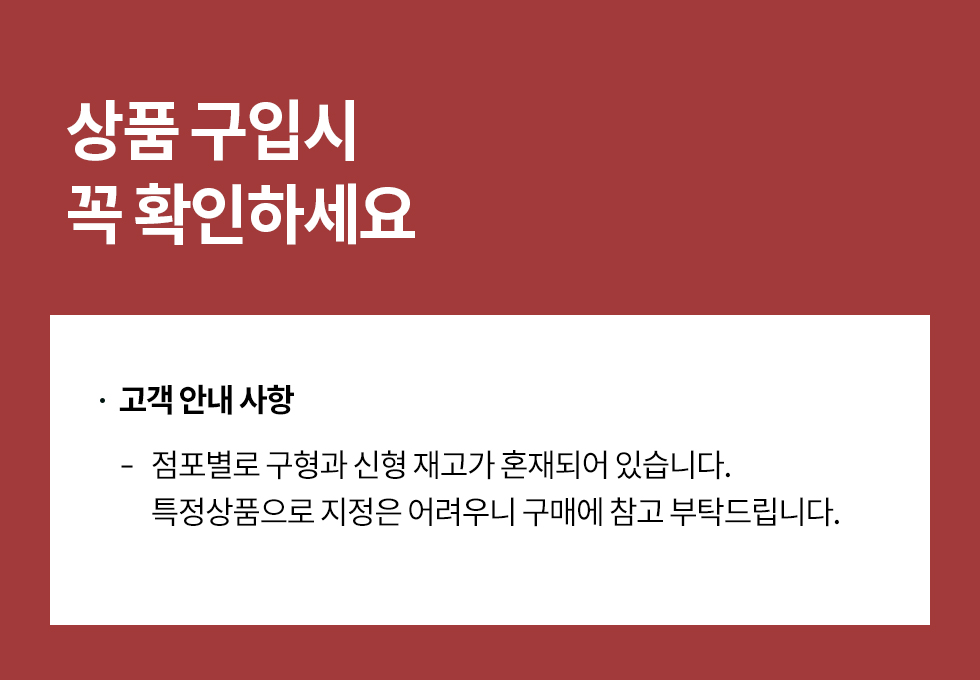 상품 구입시
꼭 확인하세요
· 고객 안내 사항
- 점포별로 구형과 신형 재고가 혼재되어 있습니다.
특정상품으로 지정은 어려우니 구매에 참고 부탁드립니다.